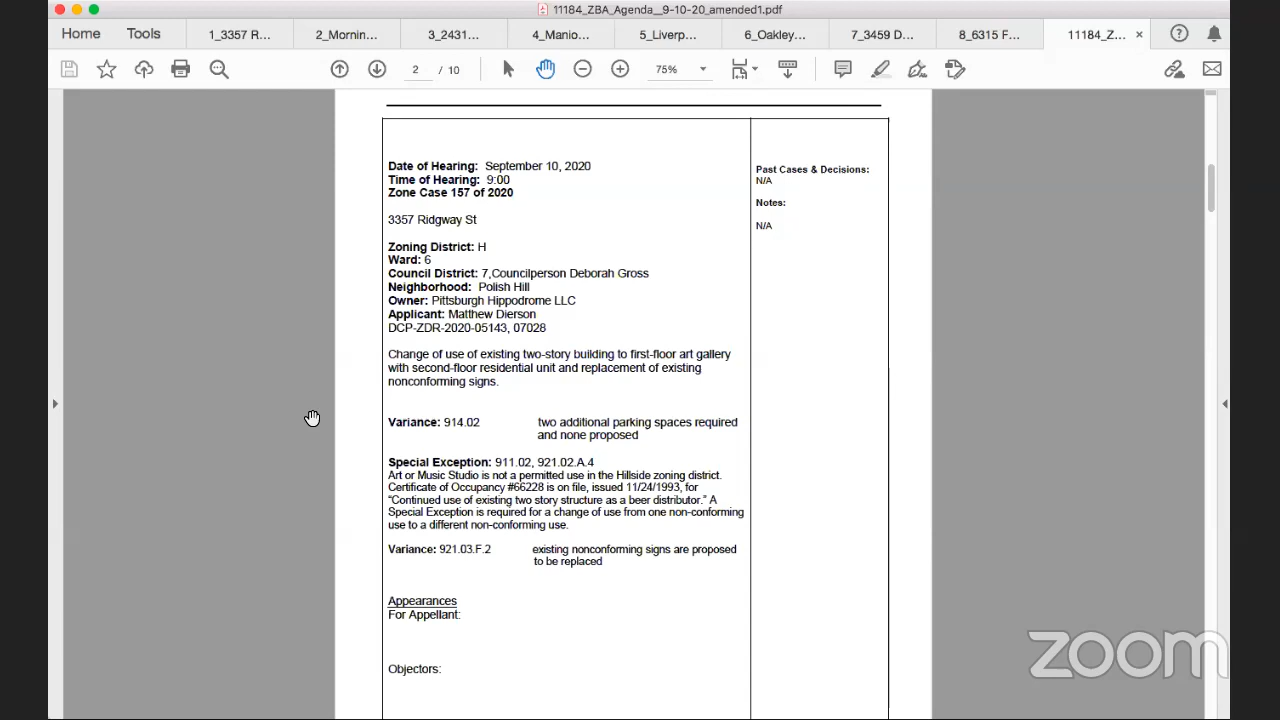 11184_ZBA_Agenda__9-10-20_amended1.pdf
Home Tools 1_3357 R... 2_Mornin... 3_2431... 4_Manio... 5_Liverp... 6_Oakley... 7_3459 D... 8_6315 F... 11184_Z... ×
2 / 10 75%
Date of Hearing: September 10, 2020
Time of Hearing: 9:00
Zone Case 157 of 2020
3357 Ridgway St
Zoning District: H
Ward: 6
Council District: 7,Councilperson Deborah Gross
Neighborhood: Polish Hill
Owner: Pittsburgh Hippodrome LLC
Applicant: Matthew Dierson
DCP-ZDR-2020-05143, 07028
Change of use of existing two-story building to first-floor art gallery
with second-floor residential unit and replacement of existing
nonconforming signs.
Variance: 914.02 two additional parking spaces required
and none proposed
Special Exception: 911.02, 921.02.A.4
Art or Music Studio is not a permitted use in the Hillside zoning district.
Certificate of Occupancy #66228 is on file, issued 11/24/1993, for
“Continued use of existing two story structure as a beer distributor.” A
Special Exception is required for a change of use from one non-conforming
use to a different non-conforming use.
Variance: 921.03.F.2 existing nonconforming signs are proposed
to be replaced
Appearances
For Appellant:
Objectors:
Past Cases & Decisions:
N/A
Notes:
N/A
zoom